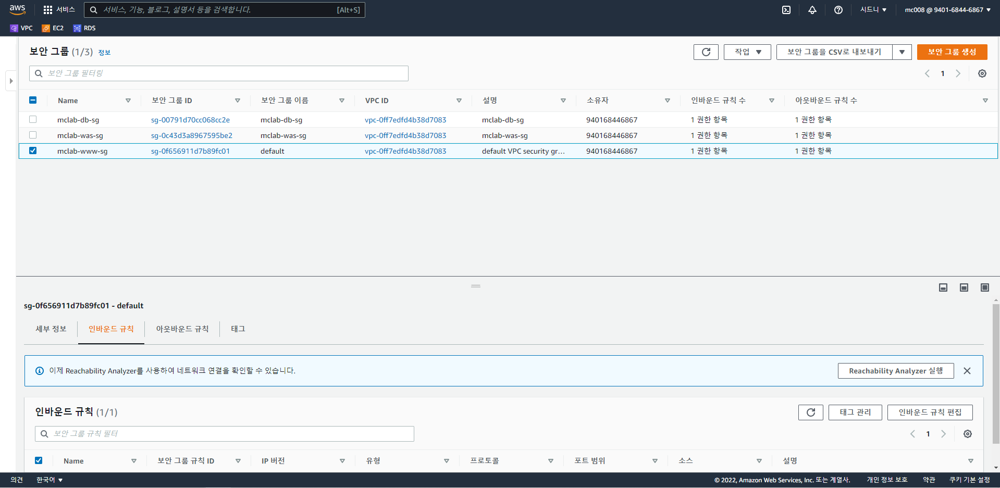 aws 서비스 서비스, 기능, 블로그, 설명서 등을 검색합니다. [Alt+S] 시드니 ▼ mc008 @ 9401-6844-6867 ▼
VPC EC2 RDS
보안 그룹 (1/3) 정보 작업 ▼ 보안 그룹을 CSV로 내보내기 ▼ 보안 그룹 생성
보안 그룹 필터링 1
Name 보안 그룹 ID 보안 그룹 이름 VPC ID 설명 소유자 인바운드 규칙 수 아웃바운드 규칙 수
mclab-db-sg sg-00791d70cc068cc2e mclab-db-sg vpc-0ff7edfd4b38d7083 mclab-db-sg 940168446867 1 권한 항목 1 권한 항목
mclab-was-sg sg-0c43d3a8967595be2 mclab-was-sg vpc-0ff7edfd4b38d7083 mclab-was-sg 940168446867 1 권한 항목 1 권한 항목
mclab-www-sg sg-0f656911d7b89fc01 default vpc-0ff7edfd4b38d7083 default VPC security gr... 940168446867 1 권한 항목 1 권한 항목
sg-0f656911d7b89fc01 - default
세부 정보 인바운드 규칙 아웃바운드 규칙 태그
이제 Reachability Analyzer를 사용하여 네트워크 연결을 확인할 수 있습니다. Reachability Analyzer 실행
인바운드 규칙 (1/1) 태그 관리 인바운드 규칙 편집
보안 그룹 규칙 필터 1
Name 보안 그룹 규칙 ID IP 버전 유형 프로토콜 포트 범위 소스 설명
의견 한국어 ▼ © 2022, Amazon Web Services, Inc. 또는 계열사. 개인 정보 보호 약관 쿠키 기본 설정